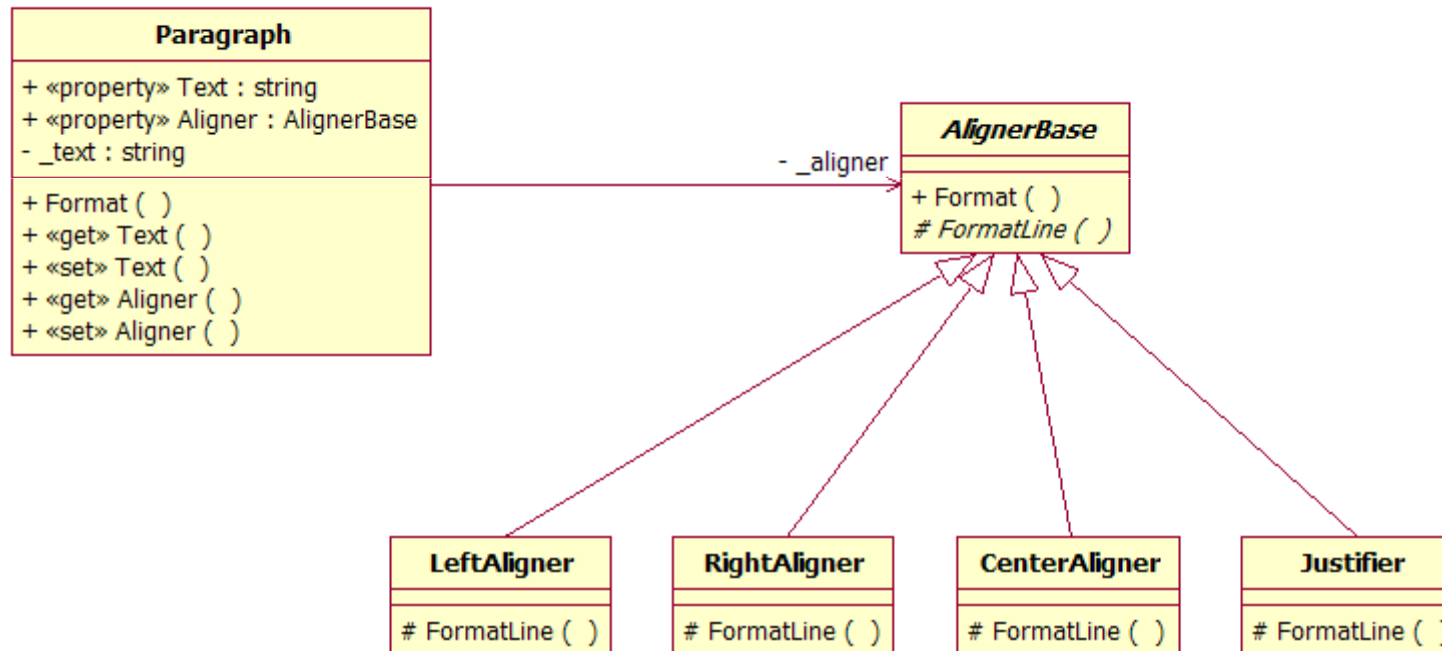 Paragraph
+ «property» Text : string
+ «property» Aligner : AlignerBase
- _text : string
+ Format ( )
+ «get» Text ( )
+ «set» Text ( )
+ «get» Aligner ( )
+ «set» Aligner ( )
- _aligner
AlignerBase
+ Format ( )
# FormatLine ( )
LeftAligner
# FormatLine ( )
RightAligner
# FormatLine ( )
CenterAligner
# FormatLine ( )
Justifier
# FormatLine ( )